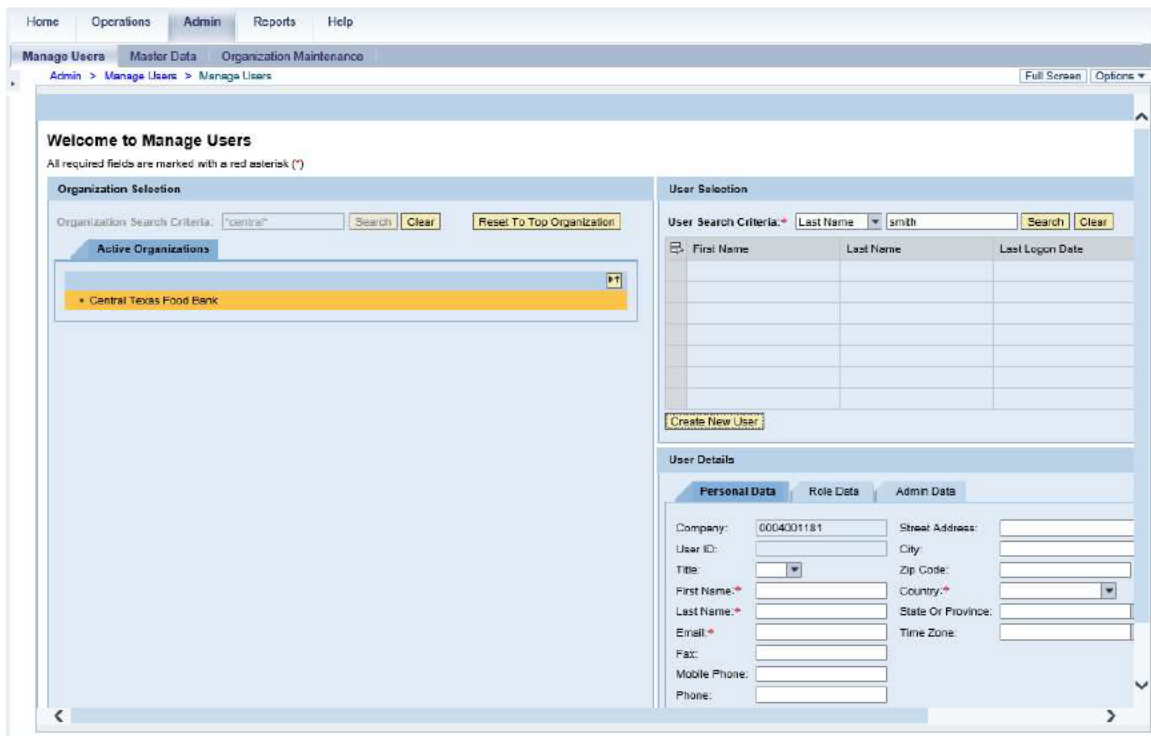 Home Operations Admin Reports Help
Manage Users Master Data Organization Maintenance
Admin > Manage Users > Manage Users
Full Screen Options
Welcome to Manage Users
All required fields are marked with a red asterisk (*)
Organization Selection
Organization Search Criteria: *central* Search Clear Reset To Top Organization
Active Organizations
• Central Texas Food Bank
User Selection
User Search Criteria:* Last Name smith Search Clear
First Name Last Name Last Logon Date
Create New User
User Details
Personal Data Role Data Admin Data
Company: 0004001181 Street Address:
User ID: City:
Title: Zip Code:
First Name:* Country:*
Last Name:* State Or Province:
Email:* Time Zone:
Fax:
Mobile Phone:
Phone: